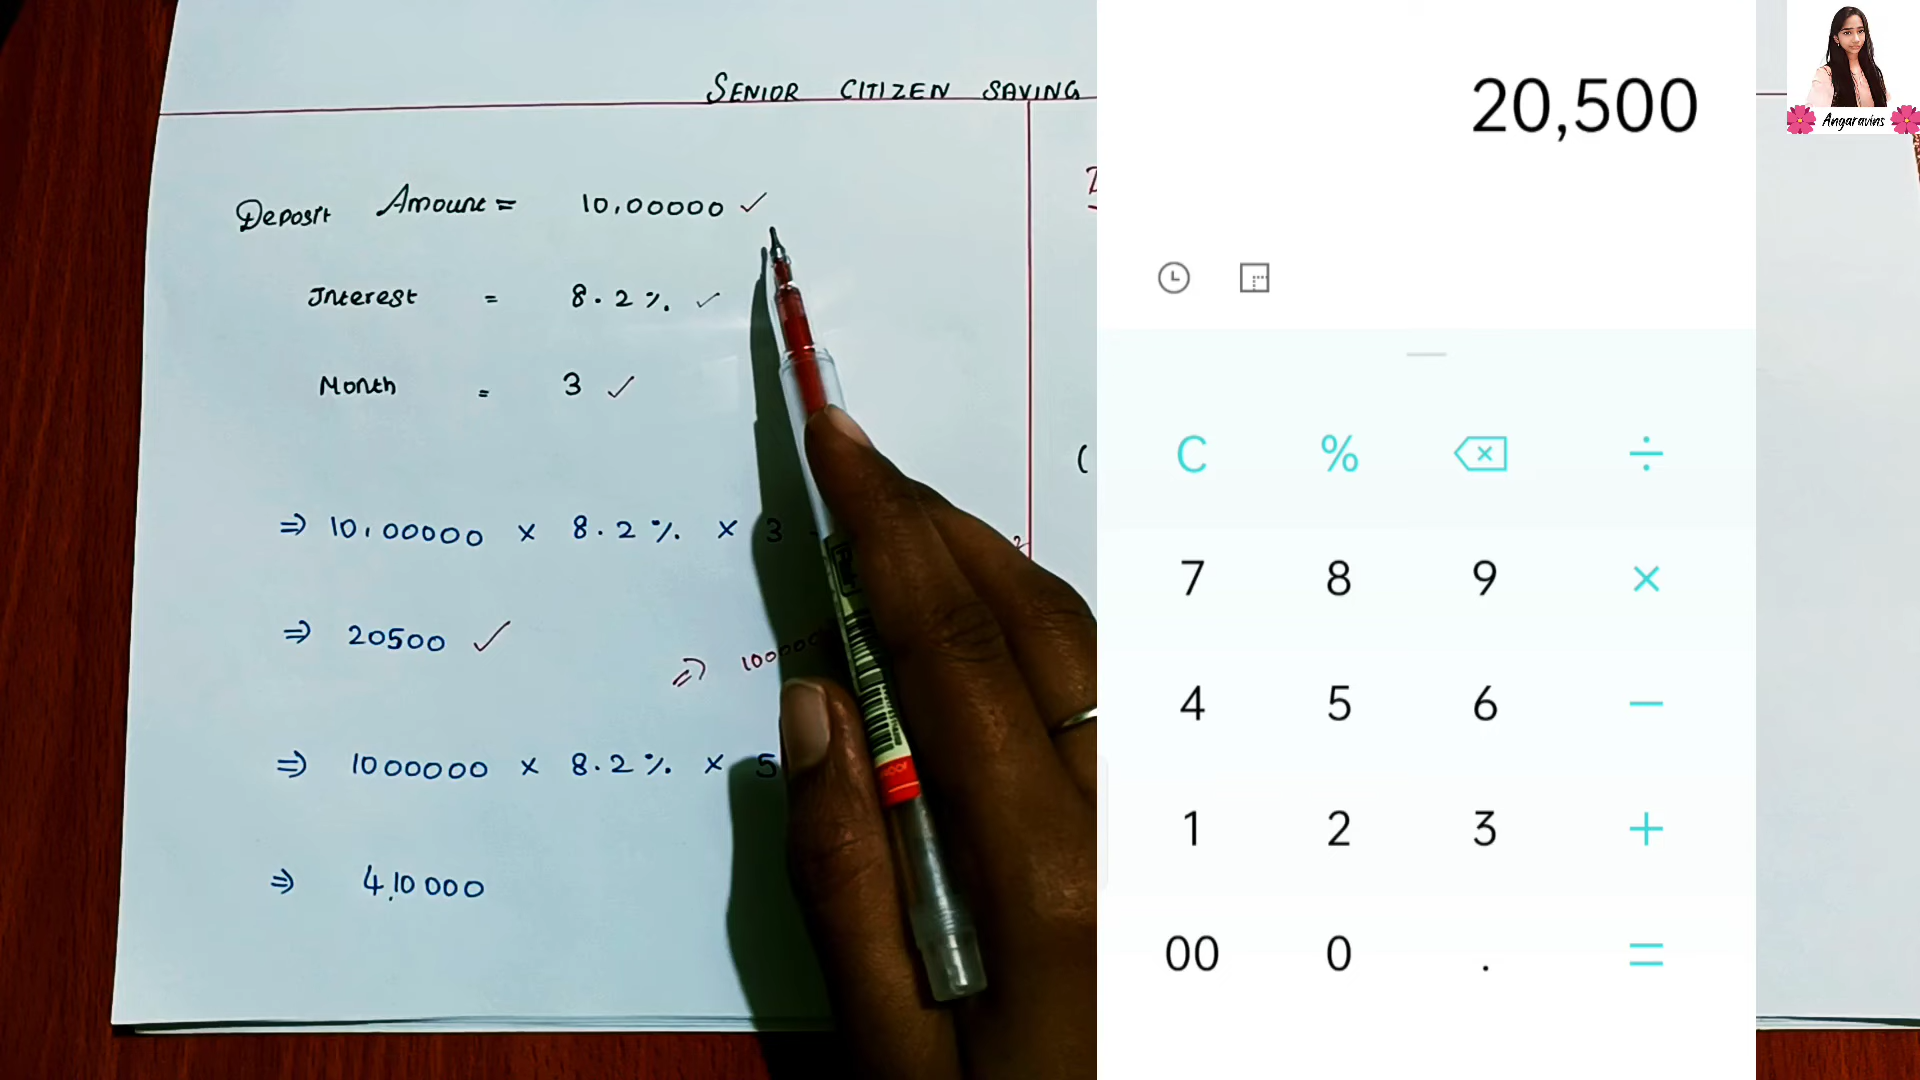 SENIOR CITIZEN SAVING
Deposit Amount = 10,00000 ✓
Interest = 8.2 % ✓
Month = 3 ✓
⇒ 10,00000 × 8.2 % × 3
⇒ 20500 ✓
⇒ 100000
⇒ 1000000 × 8.2 % × 5
⇒ 4,10000
20,500
C % ÷
7 8 9 ×
4 5 6 −
1 2 3 +
00 0 . =
Angaravins